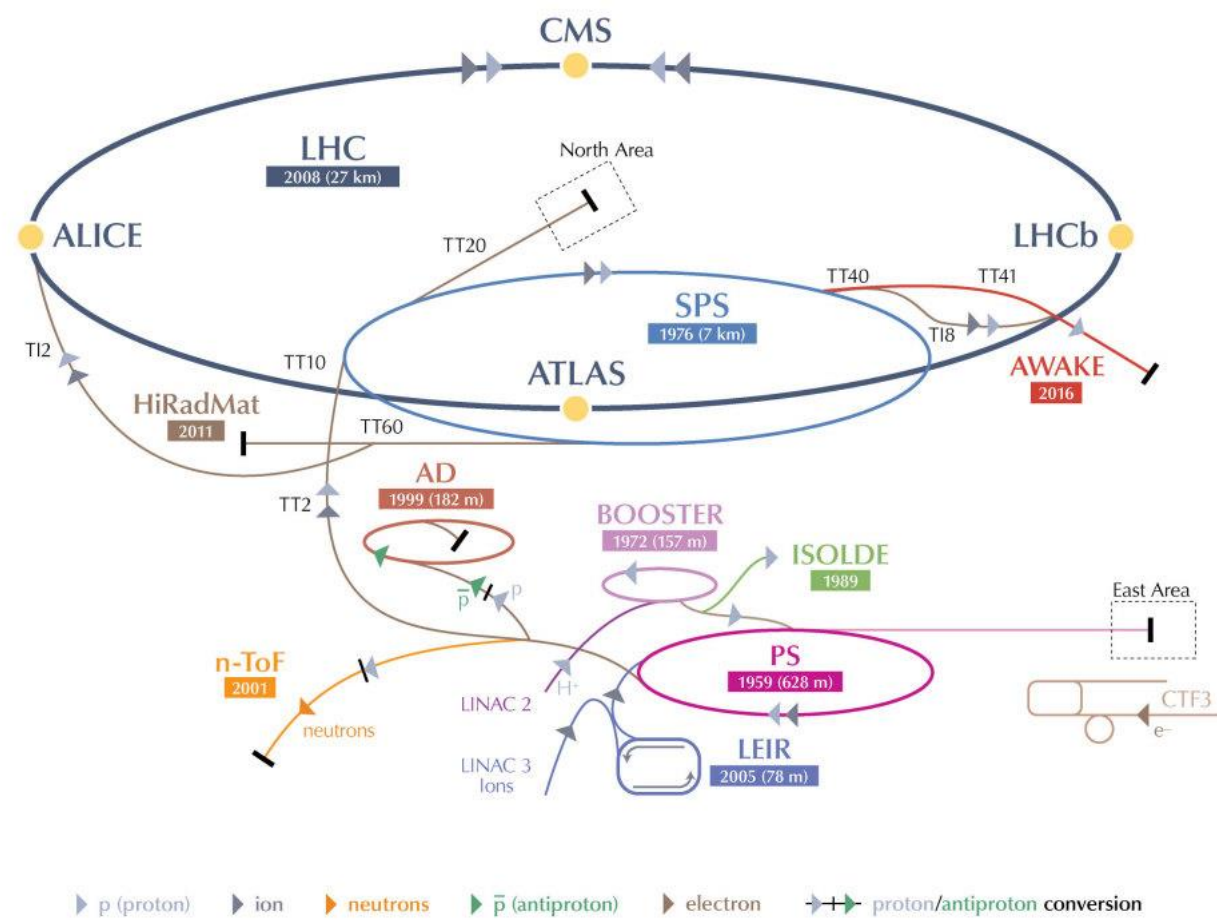 CMS
LHC
2008 (27 km)
North Area
ALICE
TT20
LHCb
TT40
TT41
SPS
1976 (7 km)
TI8
TI2
TT10
ATLAS
AWAKE
2016
HiRadMat
2011
TT60
AD
1999 (182 m)
TT2
BOOSTER
1972 (157 m)
ISOLDE
1989
p̅
p
East Area
n-ToF
2001
PS
1959 (628 m)
LINAC 2
H⁺
neutrons
CTF3
e–
LINAC 3
Ions
LEIR
2005 (78 m)
p (proton)
ion
neutrons
p̅ (antiproton)
electron
proton/antiproton conversion